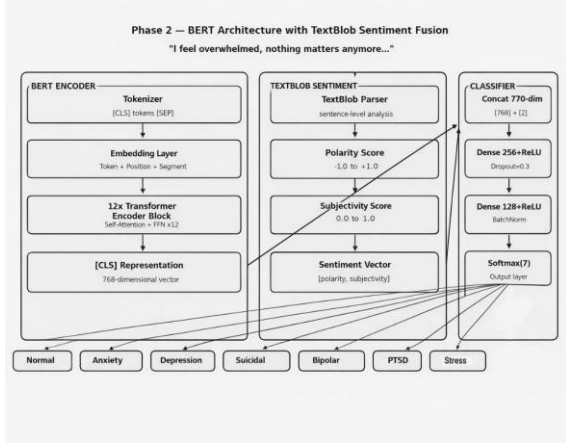 Phase 2 — BERT Architecture with TextBlob Sentiment Fusion
"I feel overwhelmed, nothing matters anymore..."
BERT ENCODER
Tokenizer
[CLS] tokens [SEP]
Embedding Layer
Token + Position + Segment
12x Transformer
Encoder Block
Self-Attention + FFN x12
[CLS] Representation
768-dimensional vector
TEXTBLOB SENTIMENT
TextBlob Parser
sentence-level analysis
Polarity Score
-1.0 to +1.0
Subjectivity Score
0.0 to 1.0
Sentiment Vector
[polarity, subjectivity]
CLASSIFIER
Concat 770-dim
[768] + [2]
Dense 256+ReLU
Dropout=0.3
Dense 128+ReLU
BatchNorm
Softmax(7)
Output layer
Normal
Anxiety
Depression
Suicidal
Bipolar
PTSD
Stress